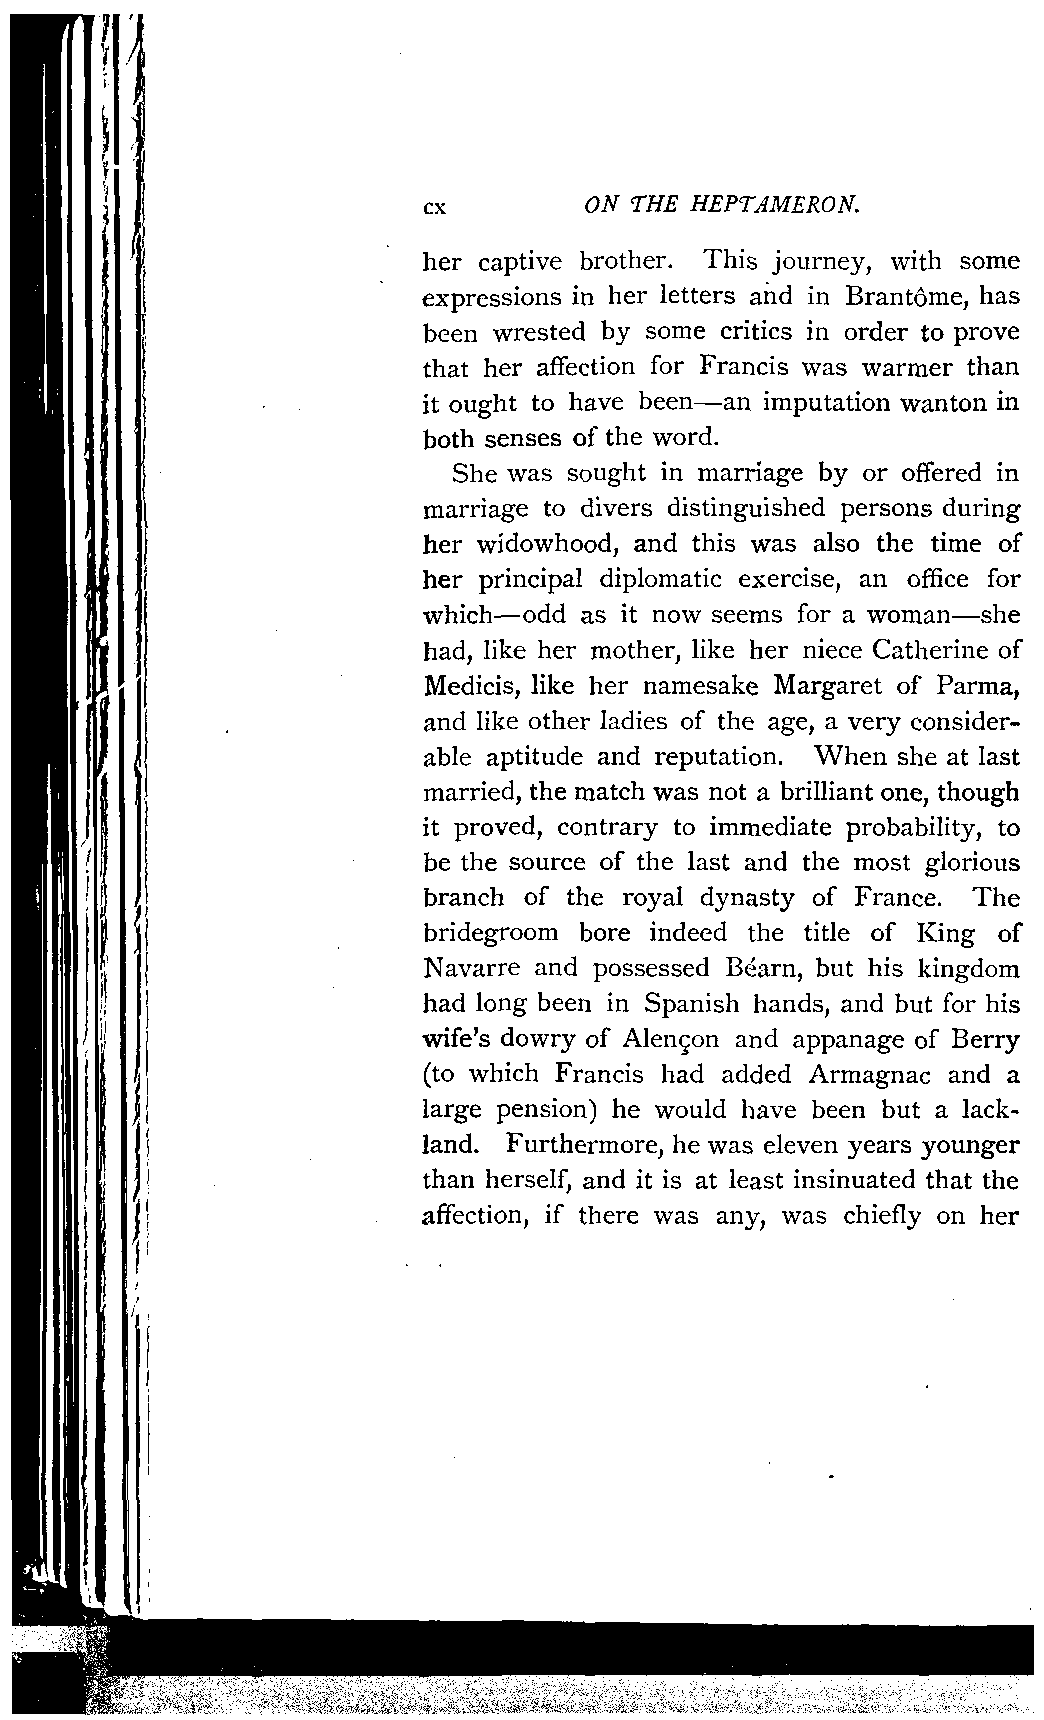 cx ON THE HEPTAMERON.
her captive brother. This journey, with some
expressions in her letters and in Brantôme, has
been wrested by some critics in order to prove
that her affection for Francis was warmer than
it ought to have been—an imputation wanton in
both senses of the word.
She was sought in marriage by or offered in
marriage to divers distinguished persons during
her widowhood, and this was also the time of
her principal diplomatic exercise, an office for
which—odd as it now seems for a woman—she
had, like her mother, like her niece Catherine of
Medicis, like her namesake Margaret of Parma,
and like other ladies of the age, a very consider-
able aptitude and reputation. When she at last
married, the match was not a brilliant one, though
it proved, contrary to immediate probability, to
be the source of the last and the most glorious
branch of the royal dynasty of France. The
bridegroom bore indeed the title of King of
Navarre and possessed Béarn, but his kingdom
had long been in Spanish hands, and but for his
wife's dowry of Alençon and appanage of Berry
(to which Francis had added Armagnac and a
large pension) he would have been but a lack-
land. Furthermore, he was eleven years younger
than herself, and it is at least insinuated that the
affection, if there was any, was chiefly on her